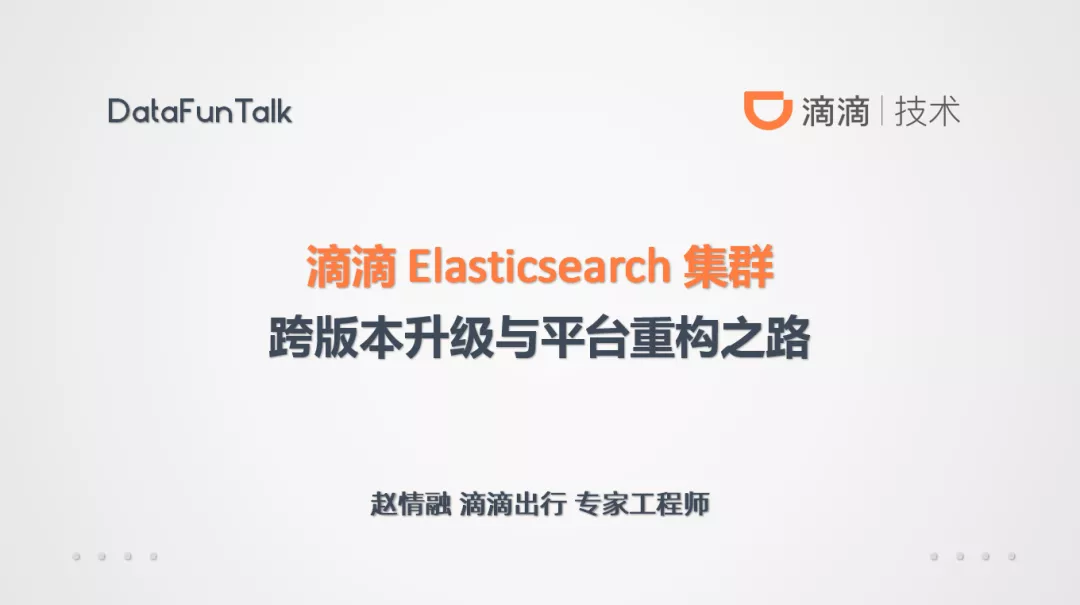 DataFunTalk
滴滴 | 技术
滴滴 Elasticsearch 集群
跨版本升级与平台重构之路
赵情融 滴滴出行 专家工程师